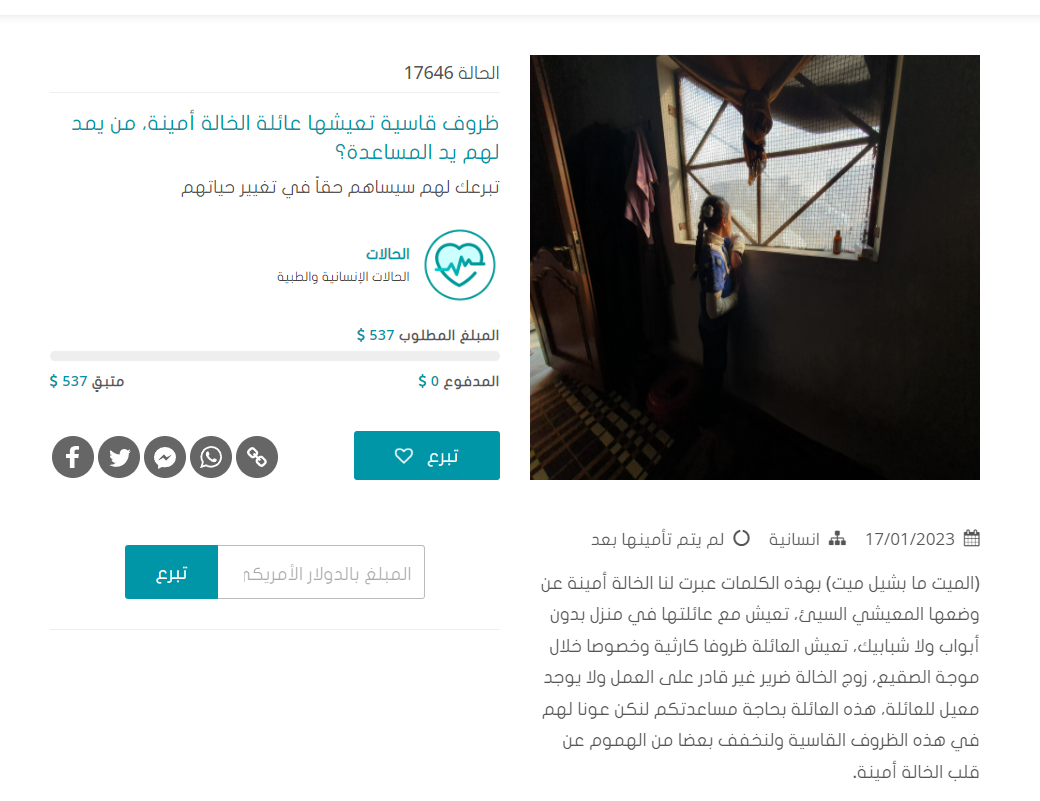 الحالة 17646
ظروف قاسية تعيشها عائلة الخالة أمينة، من يمد
لهم يد المساعدة؟
تبرعك لهم سيساهم حقاً في تغيير حياتهم
الحالات
الحالات الإنسانية والطبية
المبلغ المطلوب 537 $
المدفوع 0 $
متبقٍ 537 $
تبرع
المبلغ بالدولار الأمريكي
تبرع
17/01/2023
انسانية
لم يتم تأمينها بعد
(الميت ما بشيل ميت) بهذه الكلمات عبرت لنا الخالة أمينة عن
وضعها المعيشي السيئ، تعيش مع عائلتها في منزل بدون
أبواب ولا شبابيك، تعيش العائلة ظروفا كارثية وخصوصا خلال
موجة الصقيع، زوج الخالة ضرير غير قادر على العمل ولا يوجد
معيل للعائلة، هذه العائلة بحاجة مساعدتكم لنكن عونا لهم
في هذه الظروف القاسية ولنخفف بعضا من الهموم عن
قلب الخالة أمينة.